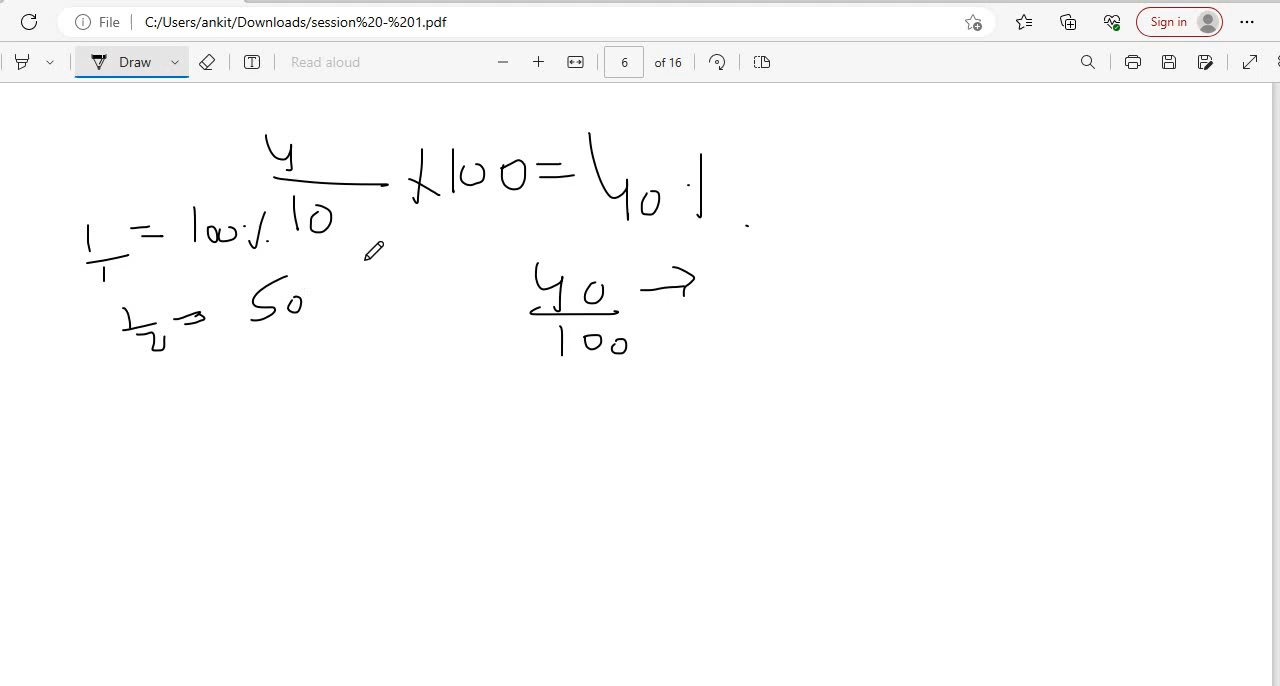 File C:/Users/ankit/Downloads/session%20-%201.pdf Sign in
Draw Read aloud 6 of 16
4/10 ×100 = 40%.
1/1 = 100%
1/2 = 50
40/100 →